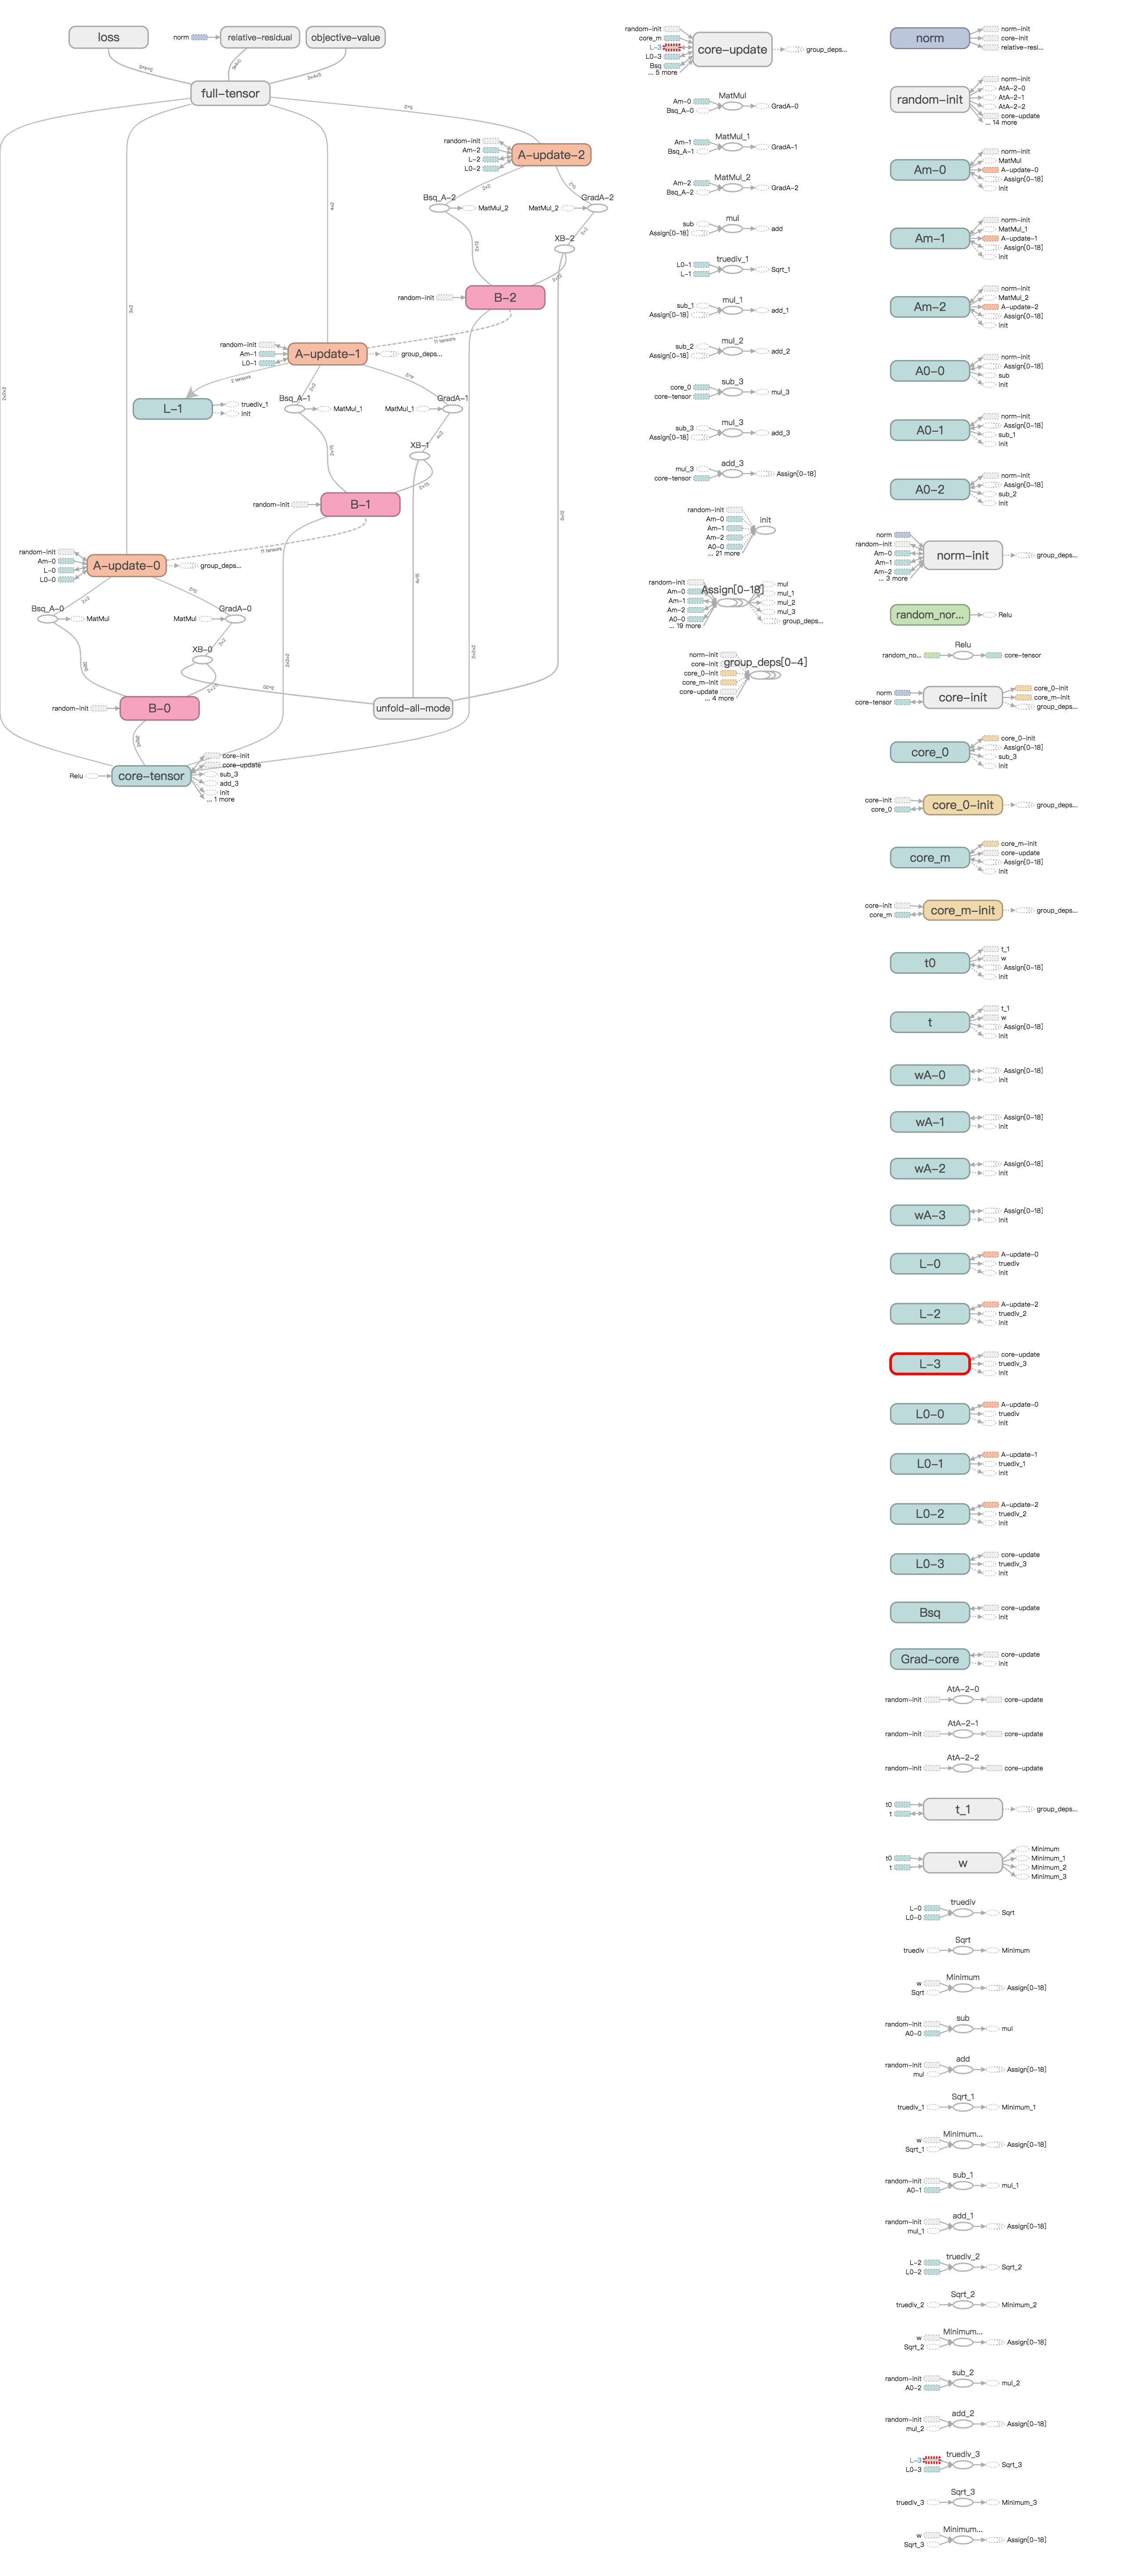 loss
norm
relative-residual
objective-value
full-tensor
3x4x5
2x5
random-init
Am-2
L-2
L0-2
A-update-2
2x2
Bsq_A-2
MatMul_2
MatMul_2
GradA-2
5x2
XB-2
2x12
random-init
B-2
3x2
4x2
11 tensors
random-init
Am-1
L0-1
A-update-1
group_deps...
2 tensors
L-1
truediv_1
init
2x2
Bsq_A-1
MatMul_1
MatMul_1
GradA-1
4x2
XB-1
2x15
2x15
random-init
B-1
11 tensors
random-init
Am-0
L-0
L0-0
A-update-0
group_deps...
2x2
Bsq_A-0
MatMul
MatMul
GradA-0
3x2
XB-0
random-init
B-0
3x20
4x15
5x12
2x2x2
2x2x2
2x2x2
unfold-all-mode
Relu
core-tensor
core-init
core-update
sub_3
add_3
init
... 1 more
random-init
core_m
L-3
L0-3
Bsq
... 5 more
core-update
group_deps...
MatMul
Am-0
Bsq_A-0
GradA-0
MatMul_1
Am-1
Bsq_A-1
GradA-1
MatMul_2
Am-2
Bsq_A-2
GradA-2
mul
sub
Assign[0-18]
add
truediv_1
L0-1
L-1
Sqrt_1
mul_1
sub_1
Assign[0-18]
add_1
mul_2
sub_2
Assign[0-18]
add_2
sub_3
core_0
core-tensor
mul_3
mul_3
sub_3
Assign[0-18]
add_3
add_3
mul_3
core-tensor
Assign[0-18]
random-init
Am-0
Am-1
Am-2
A0-0
... 21 more
init
random-init
Am-0
Am-1
Am-2
A0-0
... 19 more
Assign[0-18]
mul
mul_1
mul_2
mul_3
group_deps...
norm-init
core-init
core_0-init
core_m-init
core-update
... 4 more
group_deps[0-4]
norm
norm-init
core-init
relative-resi...
random-init
norm-init
AtA-2-0
AtA-2-1
AtA-2-2
core-update
... 14 more
Am-0
norm-init
MatMul
A-update-0
Assign[0-18]
init
Am-1
norm-init
MatMul_1
A-update-1
Assign[0-18]
init
Am-2
norm-init
MatMul_2
A-update-2
Assign[0-18]
init
A0-0
norm-init
Assign[0-18]
sub
init
A0-1
norm-init
Assign[0-18]
sub_1
init
A0-2
norm-init
Assign[0-18]
sub_2
init
norm
random-init
Am-0
Am-1
Am-2
... 3 more
norm-init
group_deps...
random_nor...
Relu
Relu
random_no...
core-tensor
norm
core-tensor
core-init
core_0-init
core_m-init
group_deps...
core_0
core_0-init
Assign[0-18]
sub_3
init
core-init
core_0
core_0-init
group_deps...
core_m
core_m-init
core-update
Assign[0-18]
init
core-init
core_m
core_m-init
group_deps...
t0
t_1
w
Assign[0-18]
init
t
t_1
w
Assign[0-18]
init
wA-0
Assign[0-18]
init
wA-1
Assign[0-18]
init
wA-2
Assign[0-18]
init
wA-3
Assign[0-18]
init
L-0
A-update-0
truediv
init
L-2
A-update-2
truediv_2
init
L-3
core-update
truediv_3
init
L0-0
A-update-0
truediv
init
L0-1
A-update-1
truediv_1
init
L0-2
A-update-2
truediv_2
init
L0-3
core-update
truediv_3
init
Bsq
core-update
init
Grad-core
core-update
init
AtA-2-0
random-init
core-update
AtA-2-1
random-init
core-update
AtA-2-2
random-init
core-update
t0
t
t_1
group_deps...
t0
t
w
Minimum
Minimum_1
Minimum_2
Minimum_3
truediv
L-0
L0-0
Sqrt
Sqrt
truediv
Minimum
Minimum
w
Sqrt
Assign[0-18]
sub
random-init
A0-0
mul
add
random-init
mul
Assign[0-18]
Sqrt_1
truediv_1
Minimum_1
Minimum...
w
Sqrt_1
Assign[0-18]
sub_1
random-init
A0-1
mul_1
add_1
random-init
mul_1
Assign[0-18]
truediv_2
L-2
L0-2
Sqrt_2
Sqrt_2
truediv_2
Minimum_2
Minimum...
w
Sqrt_2
Assign[0-18]
sub_2
random-init
A0-2
mul_2
add_2
random-init
mul_2
Assign[0-18]
truediv_3
L-3
L0-3
Sqrt_3
Sqrt_3
truediv_3
Minimum_3
Minimum...
w
Sqrt_3
Assign[0-18]